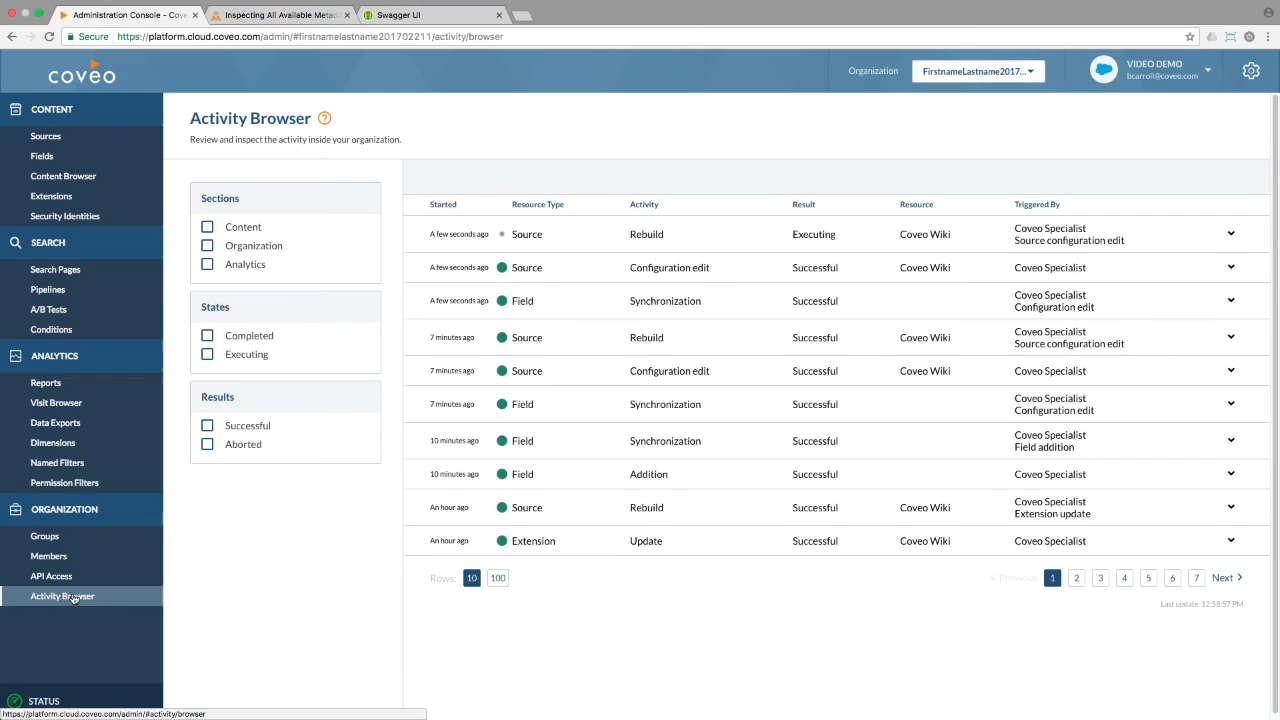 Administration Console - Cove
Inspecting All Available Metada
Swagger UI
Secure https://platform.cloud.coveo.com/admin/#firstnamelastname201702211/activity/browser
coveo
Organization
FirstnameLastname2017...
VIDEO DEMO
bcarroll@coveo.com
CONTENT
Sources
Fields
Content Browser
Extensions
Security Identities
SEARCH
Search Pages
Pipelines
A/B Tests
Conditions
ANALYTICS
Reports
Visit Browser
Data Exports
Dimensions
Named Filters
Permission Filters
ORGANIZATION
Groups
Members
API Access
Activity Browser
STATUS
https://platform.cloud.coveo.com/admin/#activity/browser
Activity Browser ?
Review and inspect the activity inside your organization.
Sections
Content
Organization
Analytics
States
Completed
Executing
Results
Successful
Aborted
Started Resource Type Activity Result Resource Triggered By
A few seconds ago Source Rebuild Executing Coveo Wiki Coveo Specialist
Source configuration edit
A few seconds ago Source Configuration edit Successful Coveo Wiki Coveo Specialist
A few seconds ago Field Synchronization Successful Coveo Specialist
Configuration edit
7 minutes ago Source Rebuild Successful Coveo Wiki Coveo Specialist
Source configuration edit
7 minutes ago Source Configuration edit Successful Coveo Wiki Coveo Specialist
7 minutes ago Field Synchronization Successful Coveo Specialist
Configuration edit
10 minutes ago Field Synchronization Successful Coveo Specialist
Field addition
10 minutes ago Field Addition Successful Coveo Specialist
An hour ago Source Rebuild Successful Coveo Wiki Coveo Specialist
Extension update
An hour ago Extension Update Successful Coveo Wiki Coveo Specialist
Rows: 10 100
Previous 1 2 3 4 5 6 7 Next
Last update: 12:58:57 PM